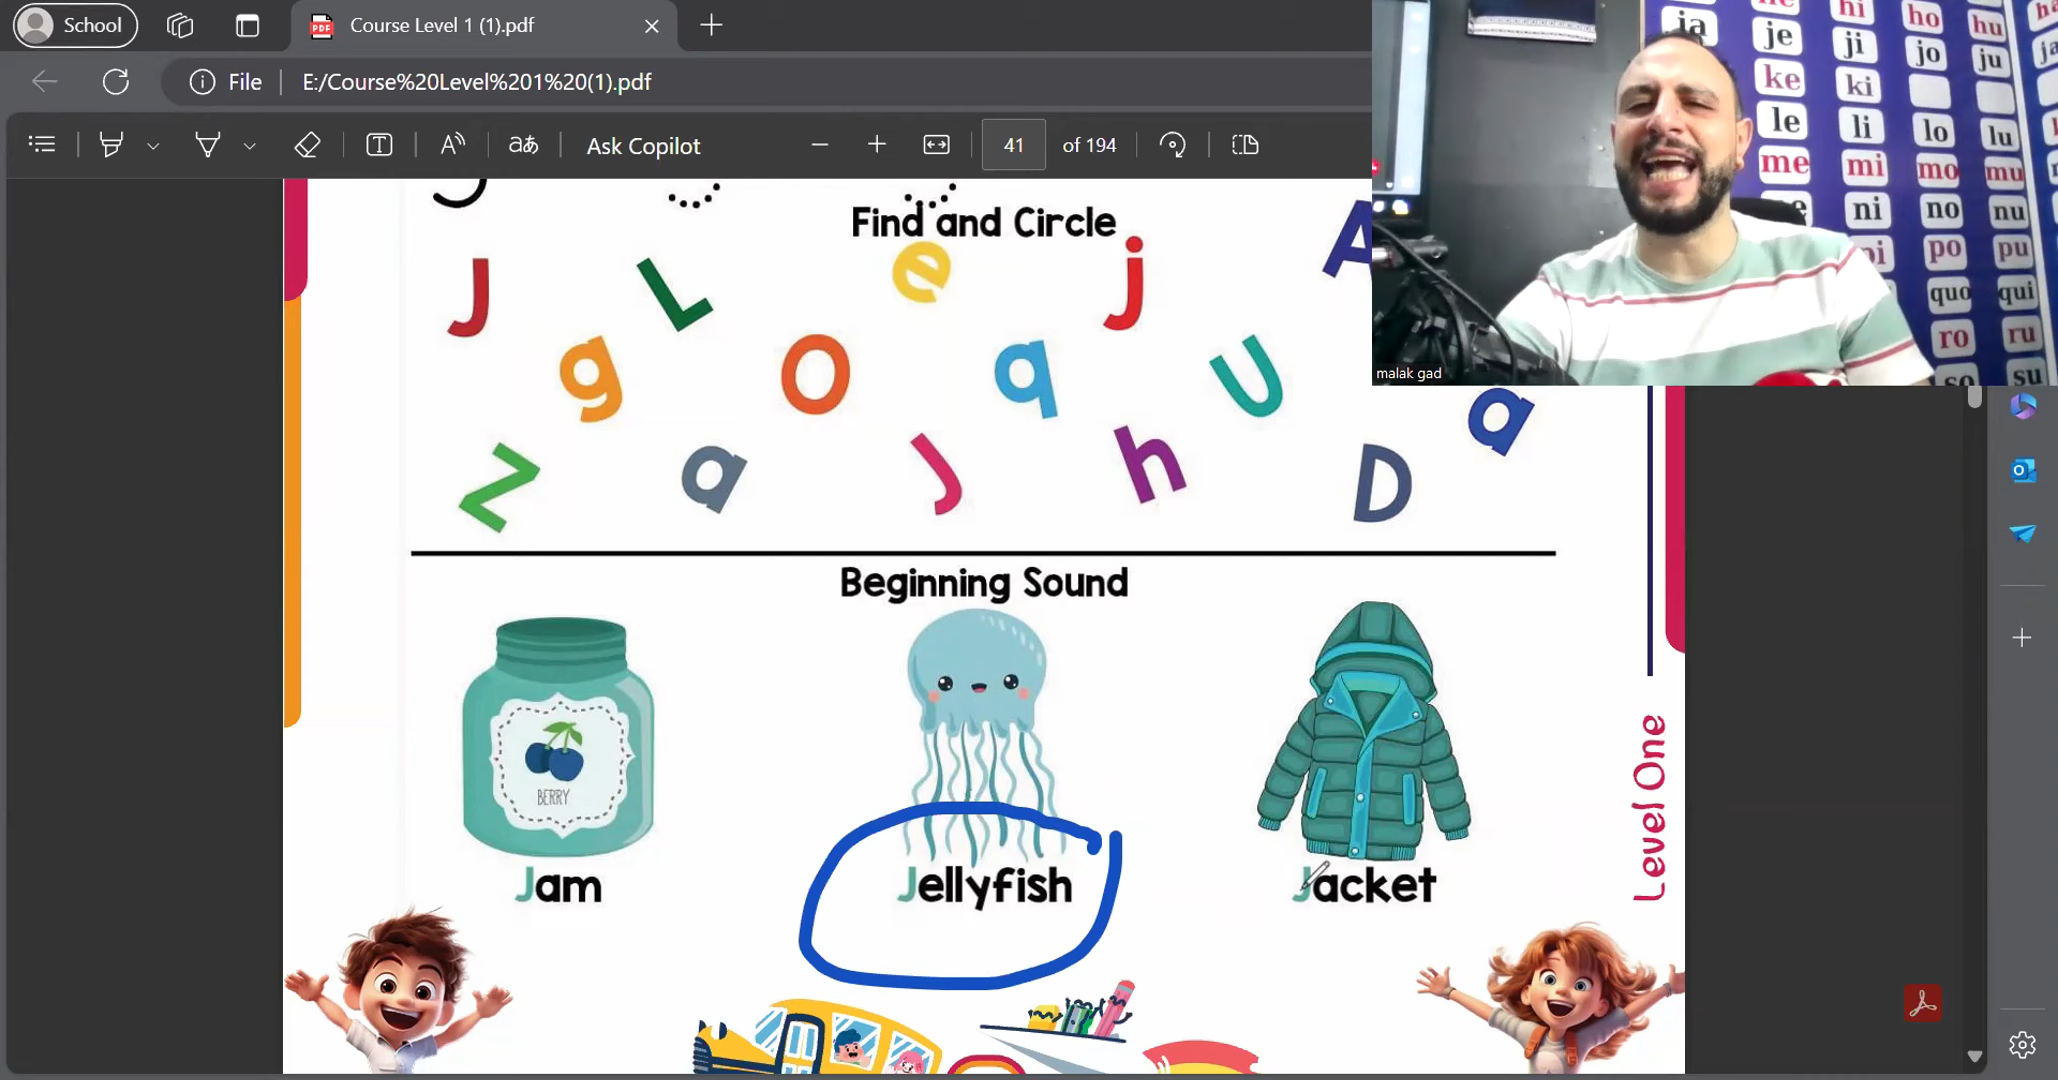 School
Course Level 1 (1).pdf
File
E:/Course%20Level%201%20(1).pdf
Ask Copilot
41
of 194
Find and Circle
J L e j A
g O q U
Z a J h D a
Beginning Sound
BERRY
Jam
Jellyfish
Jacket
Level One
malak gad
ja je ji jo ju
hi ho hu
ke ki
le li lo lu
me mi mo mu
ni no nu
po pu
quo qui
ro ru
so su